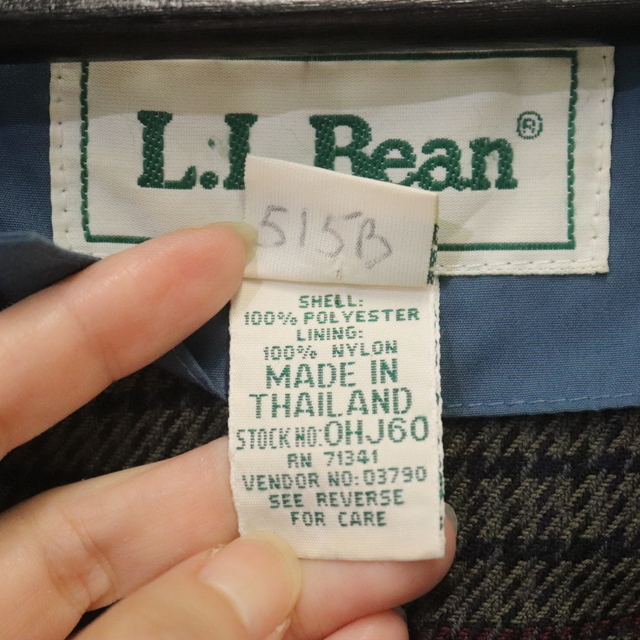 L.L.Bean®
515B
SHELL:
100% POLYESTER
LINING:
100% NYLON
MADE IN
THAILAND
STOCK NO: OHJ60
RN 71341
VENDOR NO: 03790
SEE REVERSE
FOR CARE